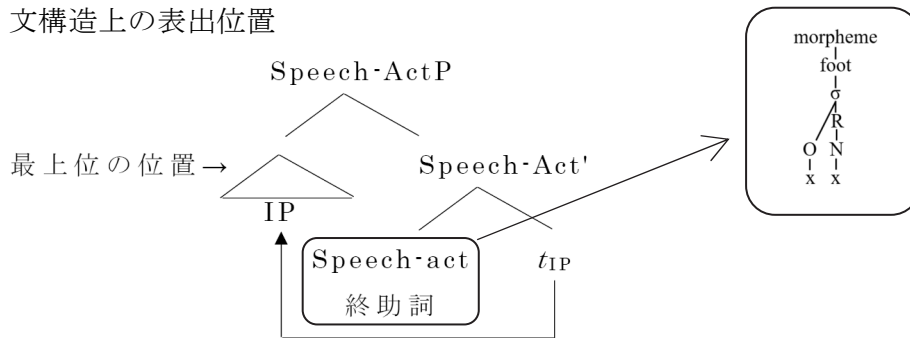 文構造上の表出位置
Speech-ActP
最上位の位置→
IP
Speech-Act'
Speech-act
終助詞
tIP
morpheme
foot
σ
R
O N
x x